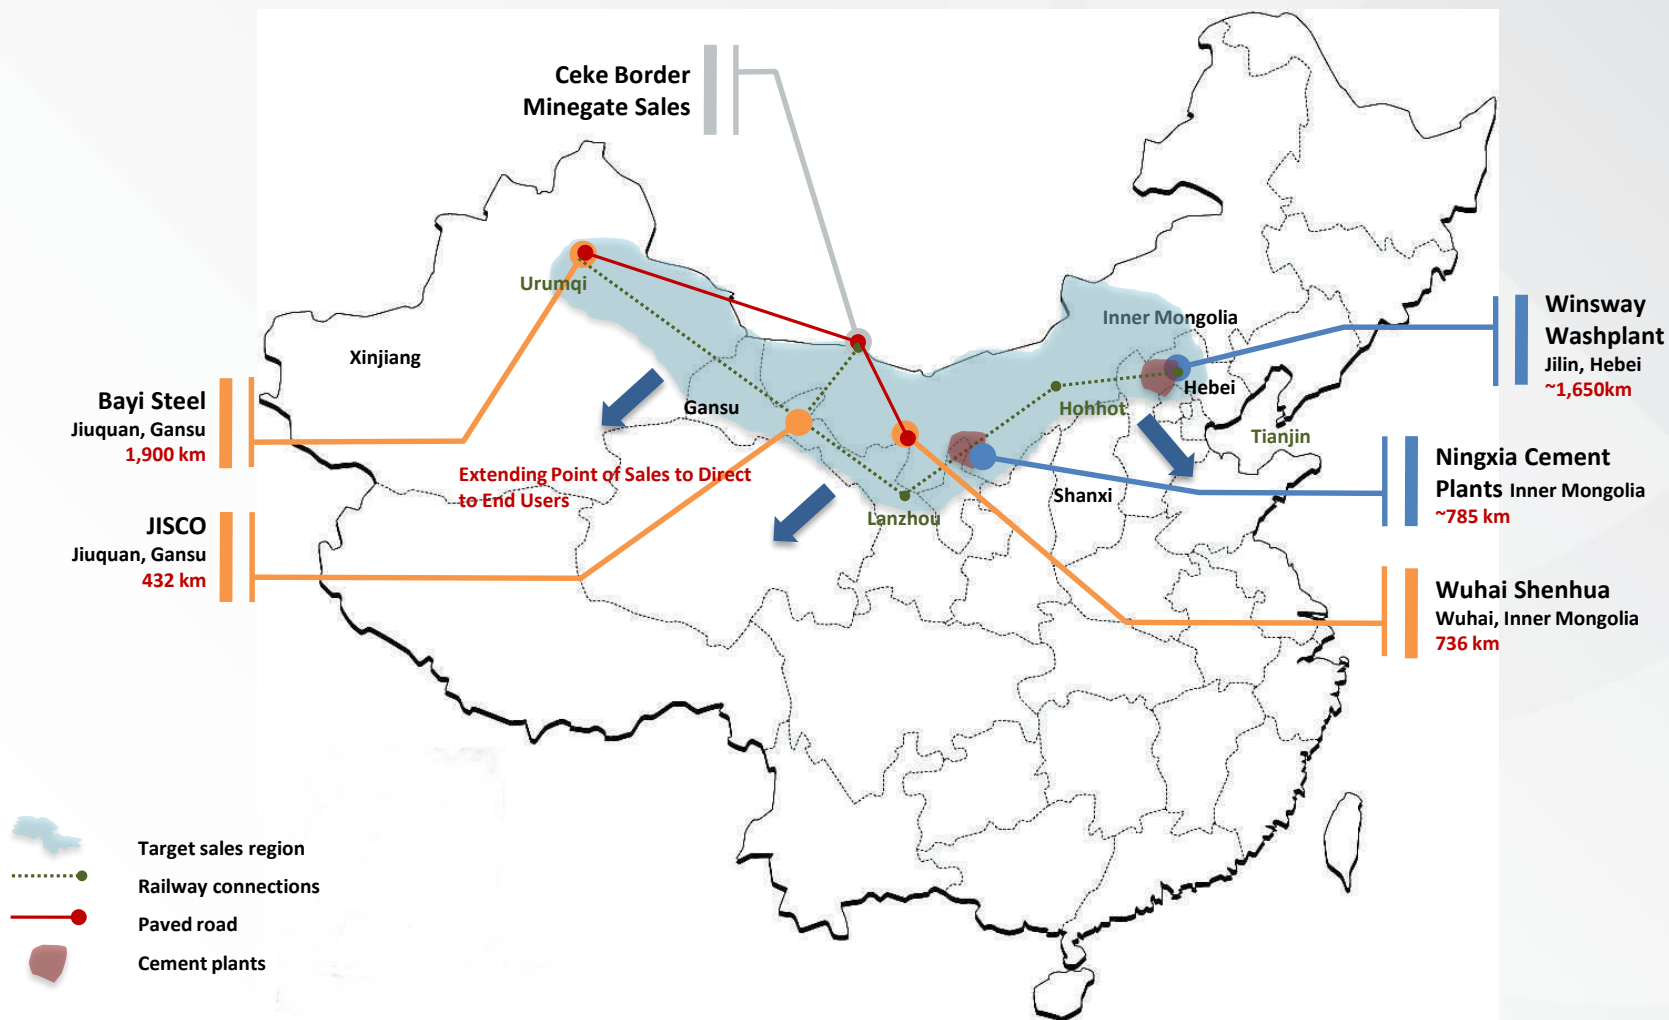 Ceke Border
Minegate Sales
Urumqi
Xinjiang
Gansu
Inner Mongolia
Hebei
Hohhot
Tianjin
Shanxi
Lanzhou
Extending Point of Sales to Direct
to End Users
Bayi Steel
Jiuquan, Gansu
1,900 km
JISCO
Jiuquan, Gansu
432 km
Winsway
Washplant
Jilin, Hebei
~1,650km
Ningxia Cement
Plants Inner Mongolia
~785 km
Wuhai Shenhua
Wuhai, Inner Mongolia
736 km
Target sales region
Railway connections
Paved road
Cement plants